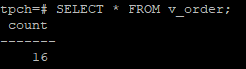 tpch=# SELECT * FROM v_order;
count
-------
16